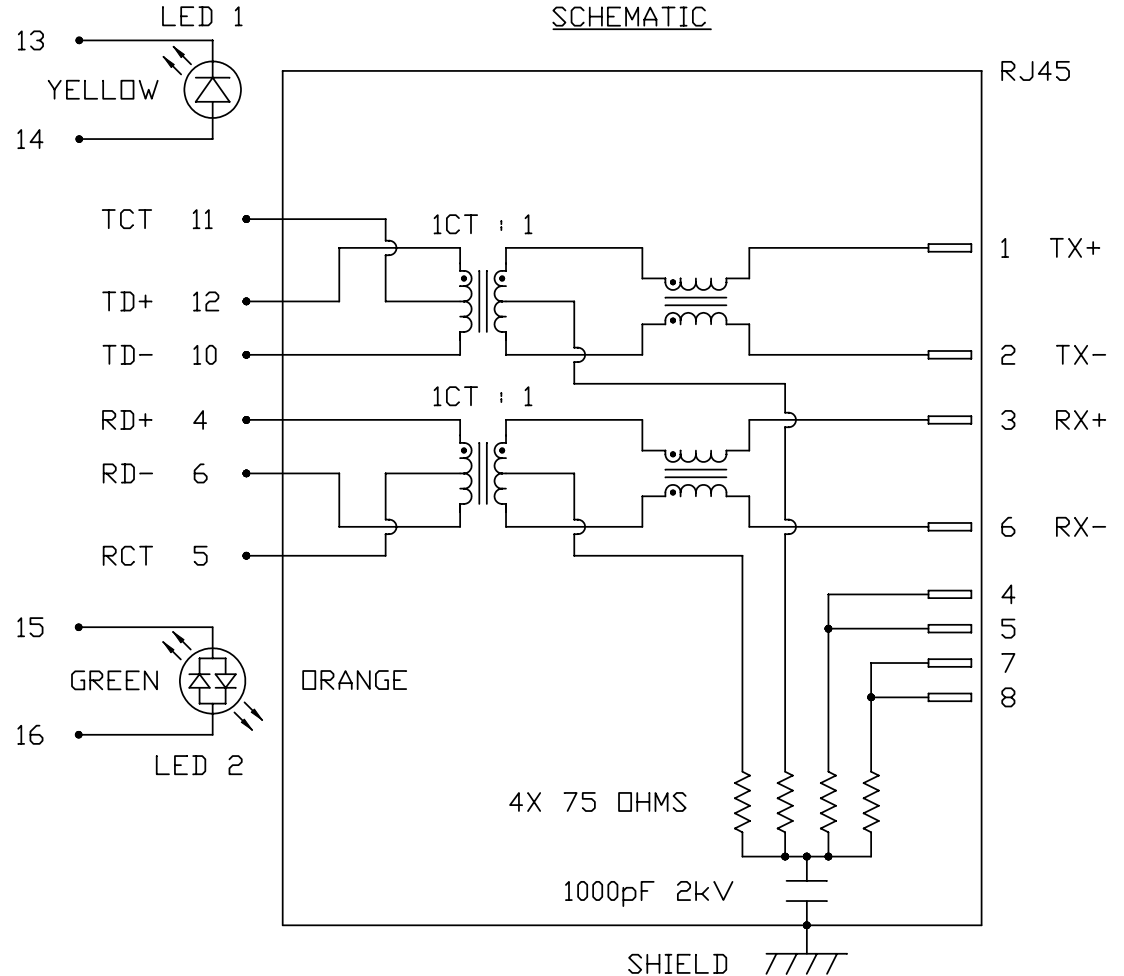 LED 1
SCHEMATIC
13
YELLOW
14
RJ45
TCT 11
1CT : 1
1 TX+
TD+ 12
TD- 10
2 TX-
1CT : 1
RD+ 4
3 RX+
RD- 6
6 RX-
RCT 5
4
5
15
7
GREEN
ORANGE
8
16
LED 2
4X 75 OHMS
1000pF 2kV
SHIELD